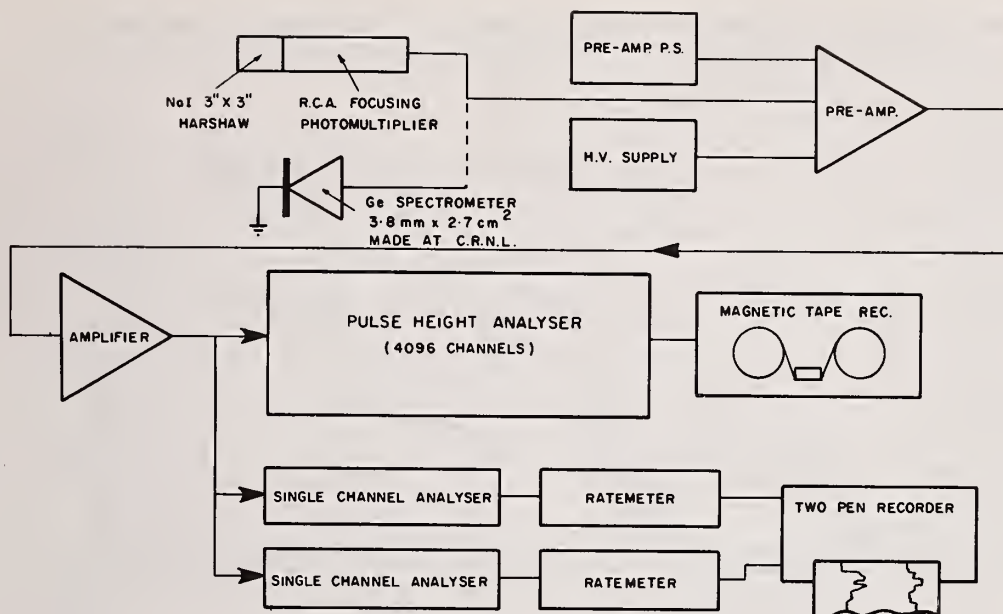 PRE-AMP. P.S.
NaI 3" X 3"
HARSHAW
R.C.A. FOCUSING
PHOTOMULTIPLIER
PRE-AMP.
H.V. SUPPLY
Ge SPECTROMETER
3·8 mm x 2·7 cm²
MADE AT C.R.N.L.
AMPLIFIER
PULSE HEIGHT ANALYSER
(4096 CHANNELS)
MAGNETIC TAPE REC.
SINGLE CHANNEL ANALYSER
RATEMETER
TWO PEN RECORDER
SINGLE CHANNEL ANALYSER
RATEMETER